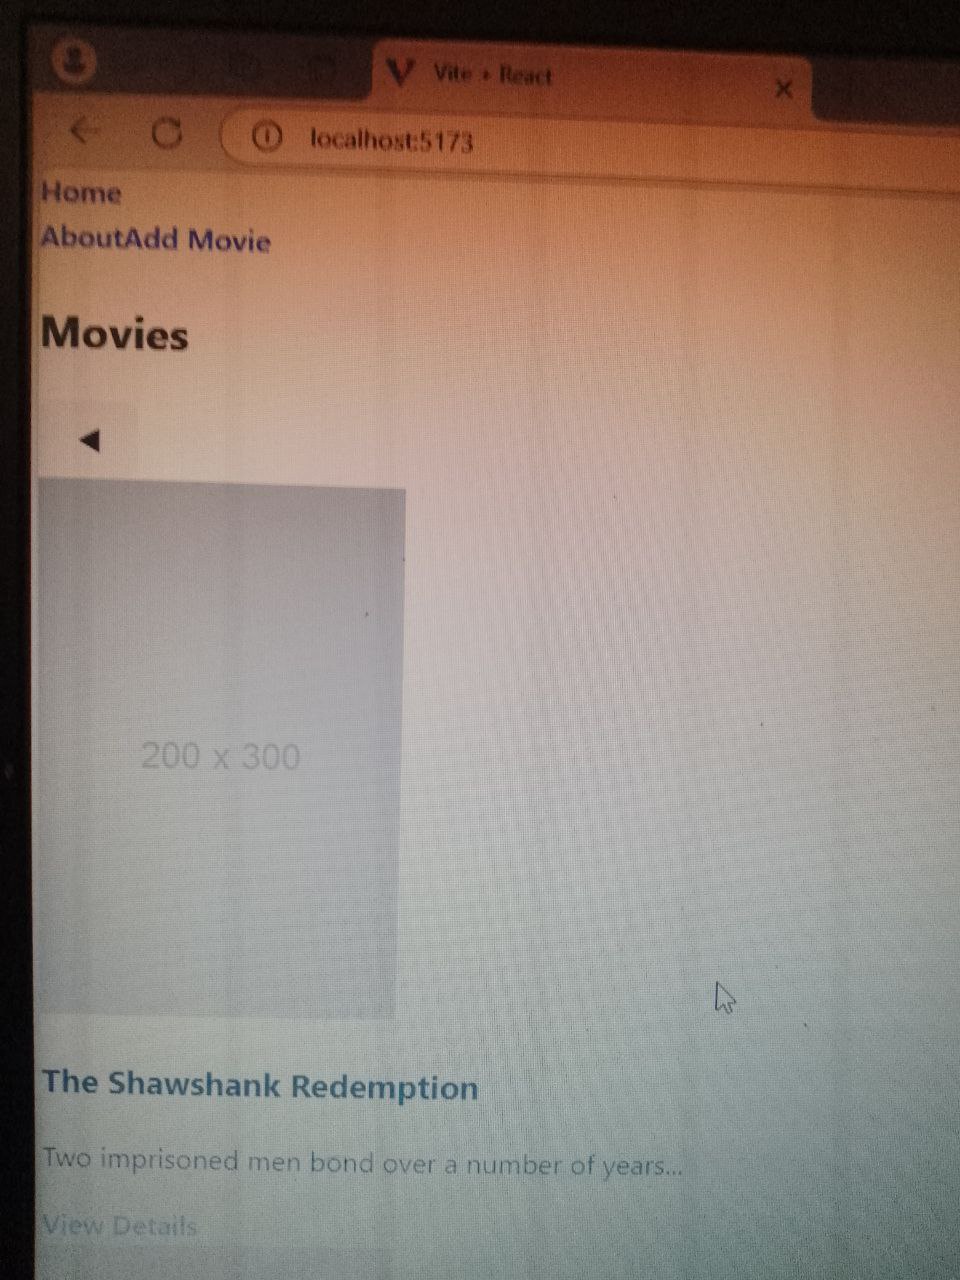 Vite + React
localhost:5173
Home
AboutAdd Movie
Movies
200 x 300
The Shawshank Redemption
Two imprisoned men bond over a number of years...
View Details